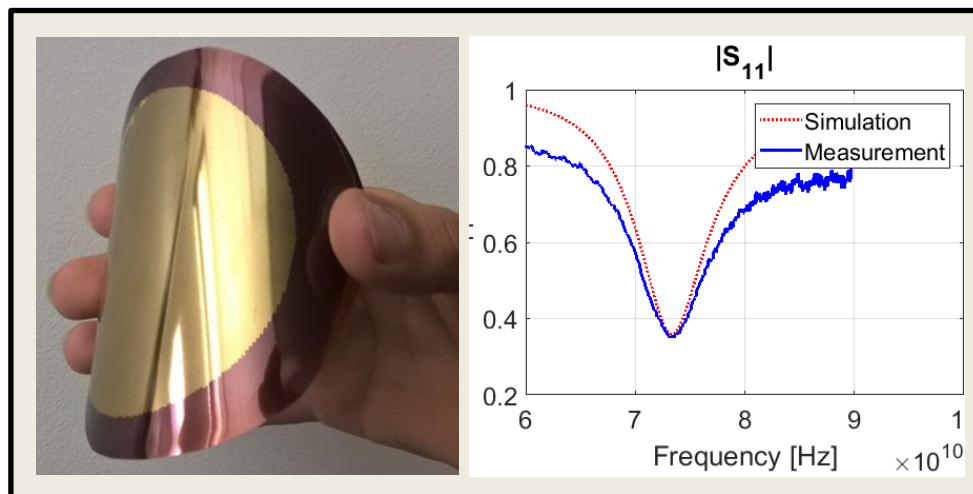 |S11|
Simulation
Measurement
1
0.8
0.6
0.4
0.2
6 7 8 9 1
Frequency [Hz]
×10^10